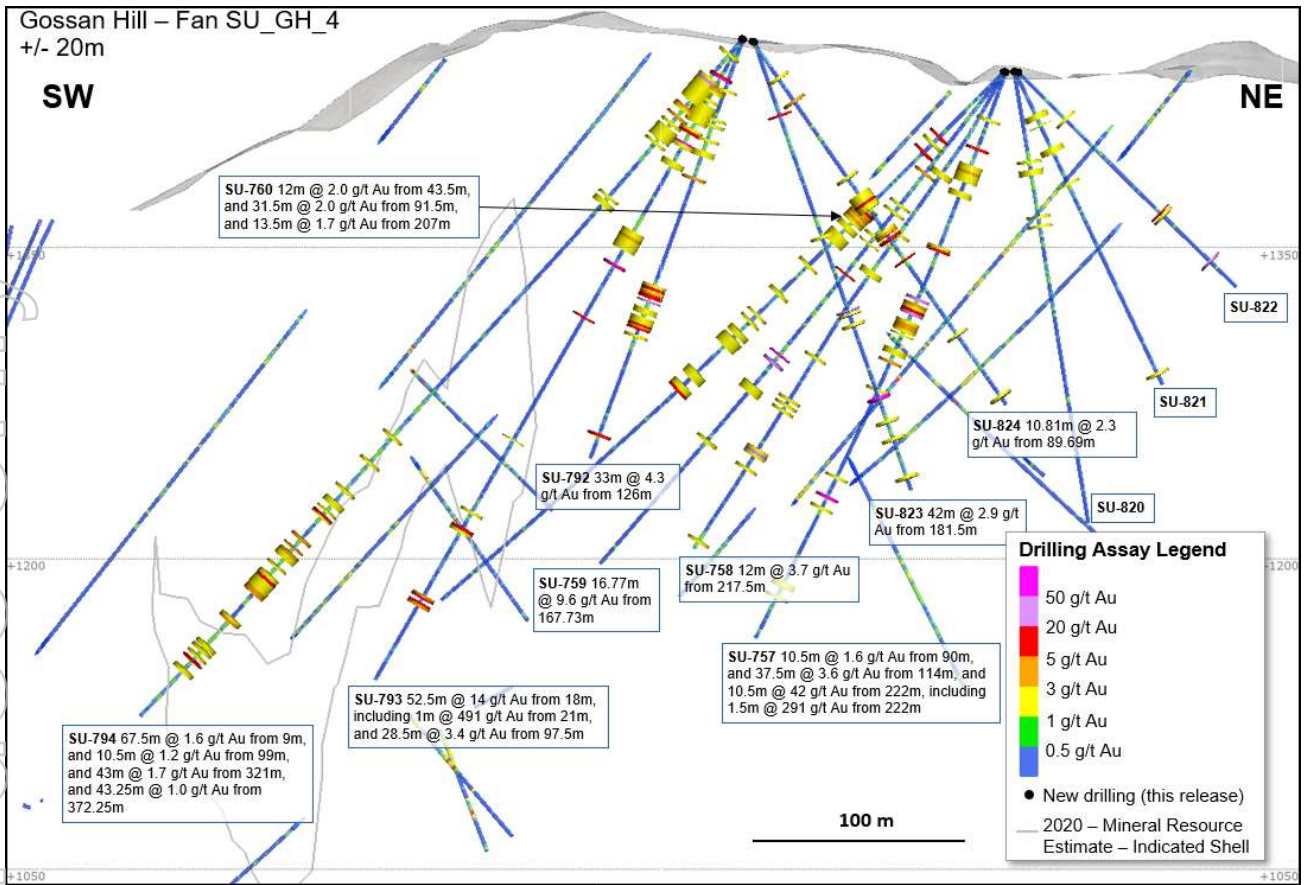 Gossan Hill – Fan SU_GH_4
+/- 20m
SW
NE
SU-760 12m @ 2.0 g/t Au from 43.5m,
and 31.5m @ 2.0 g/t Au from 91.5m,
and 13.5m @ 1.7 g/t Au from 207m
+1350
+1350
SU-822
SU-821
SU-824 10.81m @ 2.3
g/t Au from 89.69m
SU-792 33m @ 4.3
g/t Au from 126m
SU-823 42m @ 2.9 g/t
Au from 181.5m
SU-820
+1200
-1200
SU-759 16.77m
@ 9.6 g/t Au from
167.73m
SU-758 12m @ 3.7 g/t Au
from 217.5m
SU-757 10.5m @ 1.6 g/t Au from 90m,
and 37.5m @ 3.6 g/t Au from 114m, and
10.5m @ 42 g/t Au from 222m, including
1.5m @ 291 g/t Au from 222m
SU-793 52.5m @ 14 g/t Au from 18m,
including 1m @ 491 g/t Au from 21m,
and 28.5m @ 3.4 g/t Au from 97.5m
SU-794 67.5m @ 1.6 g/t Au from 9m,
and 10.5m @ 1.2 g/t Au from 99m,
and 43m @ 1.7 g/t Au from 321m,
and 43.25m @ 1.0 g/t Au from
372.25m
Drilling Assay Legend
50 g/t Au
20 g/t Au
5 g/t Au
3 g/t Au
1 g/t Au
0.5 g/t Au
New drilling (this release)
2020 – Mineral Resource
Estimate – Indicated Shell
100 m
+1050
+1050